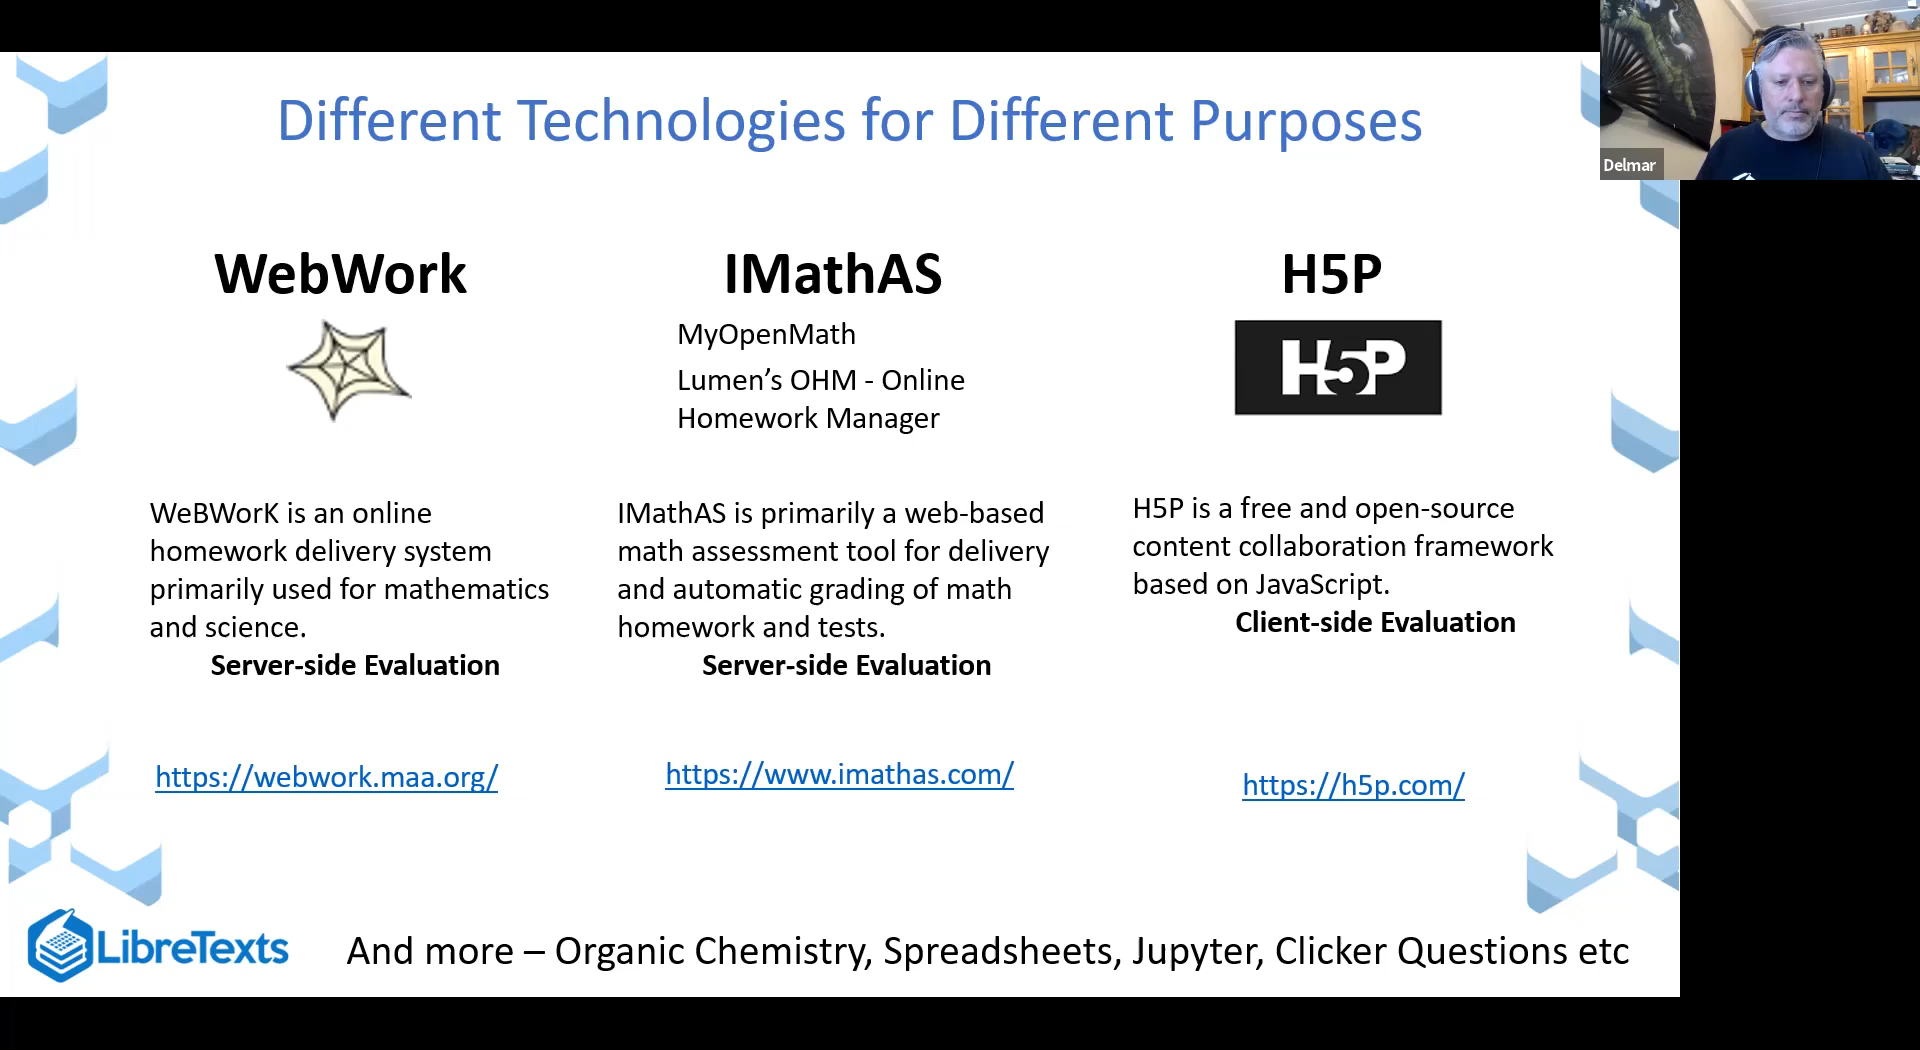 Different Technologies for Different Purposes
Delmar
WebWork
IMathAS
MyOpenMath
Lumen’s OHM - Online
Homework Manager
H5P
H5P
WeBWorK is an online
homework delivery system
primarily used for mathematics
and science.
Server-side Evaluation
IMathAS is primarily a web-based
math assessment tool for delivery
and automatic grading of math
homework and tests.
Server-side Evaluation
H5P is a free and open-source
content collaboration framework
based on JavaScript.
Client-side Evaluation
https://webwork.maa.org/
https://www.imathas.com/
https://h5p.com/
LibreTexts
And more – Organic Chemistry, Spreadsheets, Jupyter, Clicker Questions etc